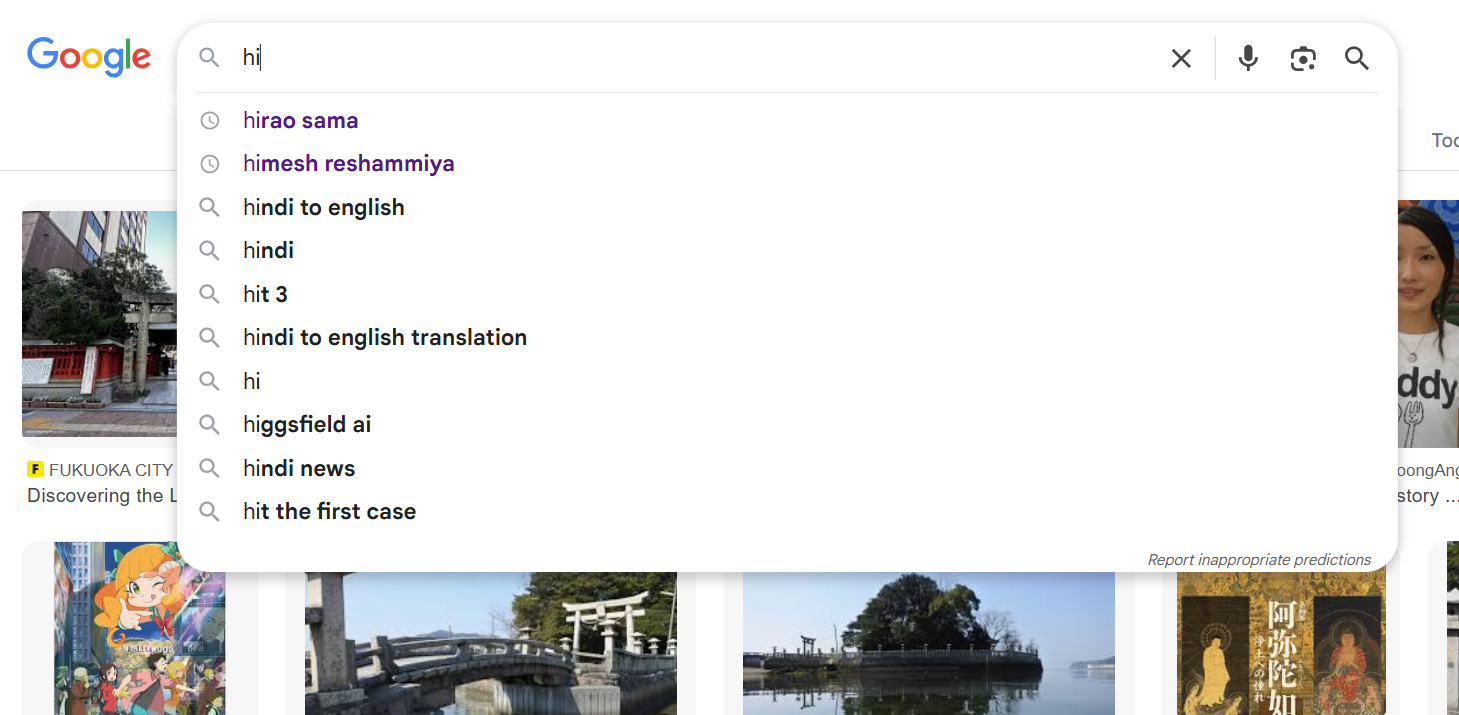 Google
hi
Too
hirao sama
himesh reshammiya
hindi to english
hindi
hit 3
hindi to english translation
hi
higgsfield ai
hindi news
hit the first case
Report inappropriate predictions
ddy
F FUKUOKA CITY
Discovering the L
oongAng
story ...
NYALLYWOOD
阿弥陀如
浄土への憧れ